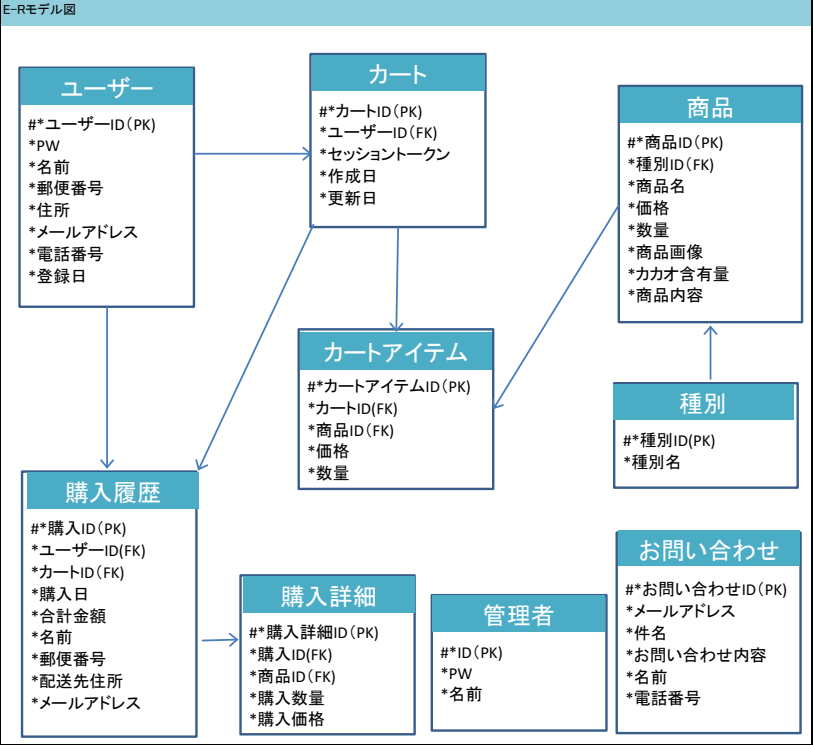 E-Rモデル図
ユーザー
#*ユーザーID(PK)
*PW
*名前
*郵便番号
*住所
*メールアドレス
*電話番号
*登録日
カート
#*カートID(PK)
*ユーザーID(FK)
*セッショントークン
*作成日
*更新日
商品
#*商品ID(PK)
*種別ID(FK)
*商品名
*価格
*数量
*商品画像
*カカオ含有量
*商品内容
カートアイテム
#*カートアイテムID(PK)
*カートID(FK)
*商品ID(FK)
*価格
*数量
種別
#*種別ID(PK)
*種別名
購入履歴
#*購入ID(PK)
*ユーザーID(FK)
*カートID(FK)
*購入日
*合計金額
*名前
*郵便番号
*配送先住所
*メールアドレス
購入詳細
#*購入詳細ID(PK)
*購入ID(FK)
*商品ID(FK)
*購入数量
*購入価格
管理者
#*ID(PK)
*PW
*名前
お問い合わせ
#*お問い合わせID(PK)
*メールアドレス
*件名
*お問い合わせ内容
*名前
*電話番号